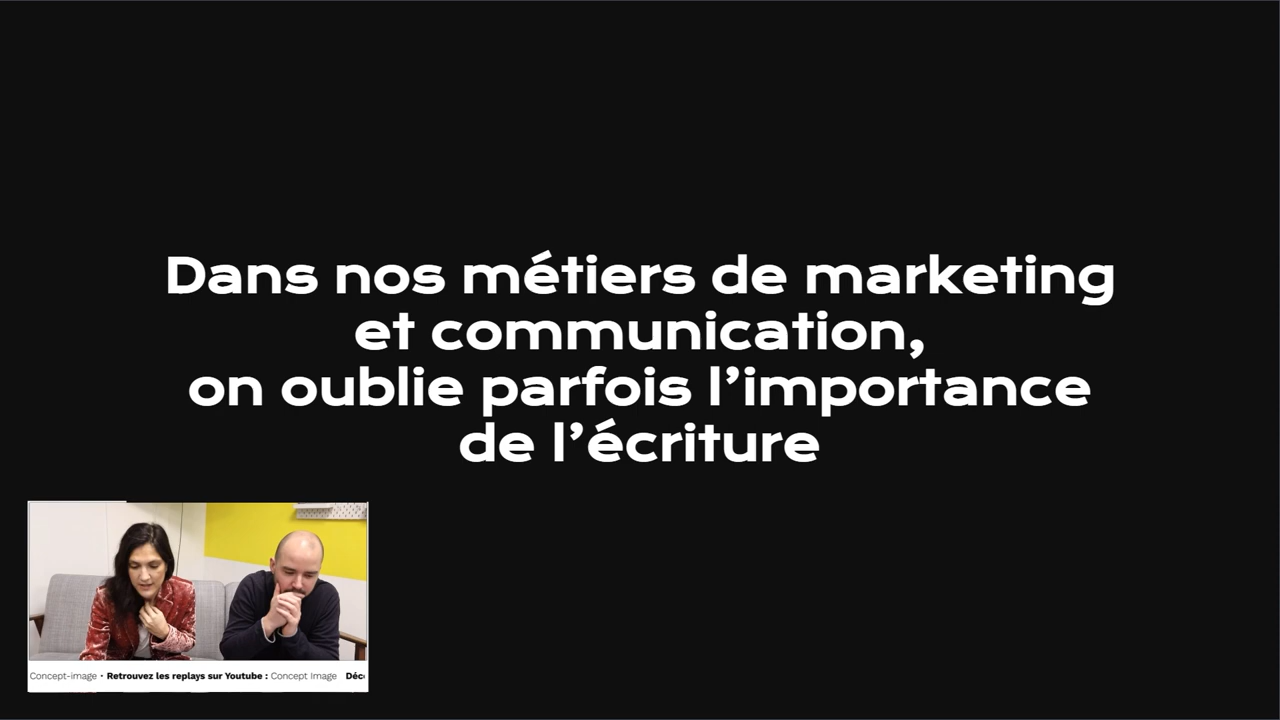 Dans nos métiers de marketing
et communication,
on oublie parfois l’importance
de l’écriture
Concept-image • Retrouvez les replays sur Youtube : Concept Image